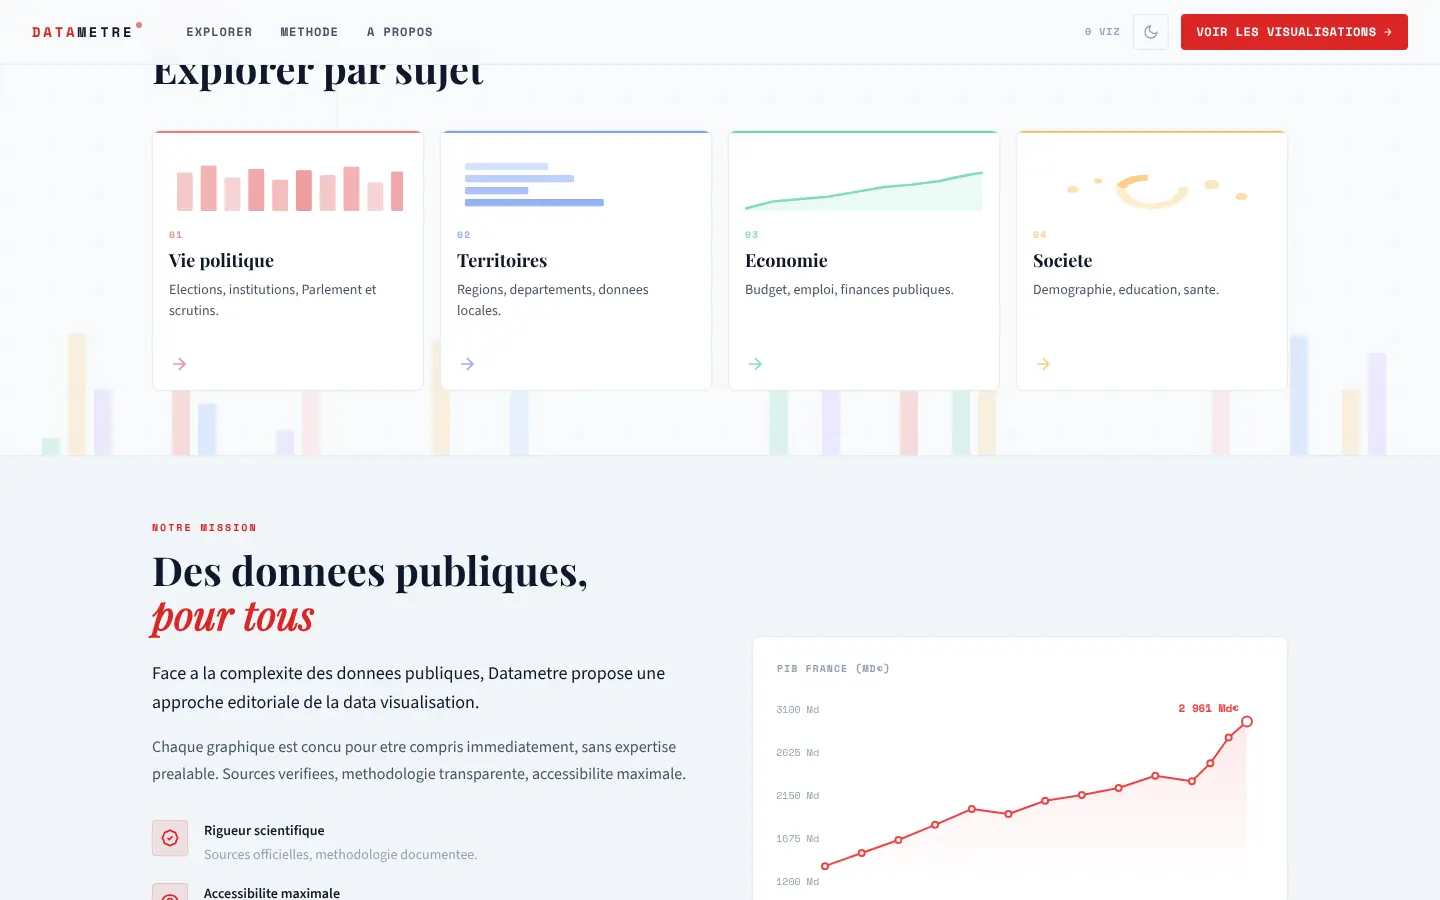 DATAMETRE
EXPLORER
METHODE
A PROPOS
0 VIZ
VOIR LES VISUALISATIONS →
Explorer par sujet
01
Vie politique
Elections, institutions, Parlement et
scrutins.
02
Territoires
Regions, departements, donnees
locales.
03
Economie
Budget, emploi, finances publiques.
04
Societe
Demographie, education, sante.
NOTRE MISSION
Des donnees publiques,
pour tous
Face a la complexite des donnees publiques, Datametre propose une
approche editoriale de la data visualisation.
Chaque graphique est concu pour etre compris immediatement, sans expertise
prealable. Sources verifiees, methodologie transparente, accessibilite maximale.
Rigueur scientifique
Sources officielles, methodologie documentee.
Accessibilite maximale
PIB FRANCE (MD€)
3100 Md
2 961 Md€
2625 Md
2150 Md
1675 Md
1200 Md